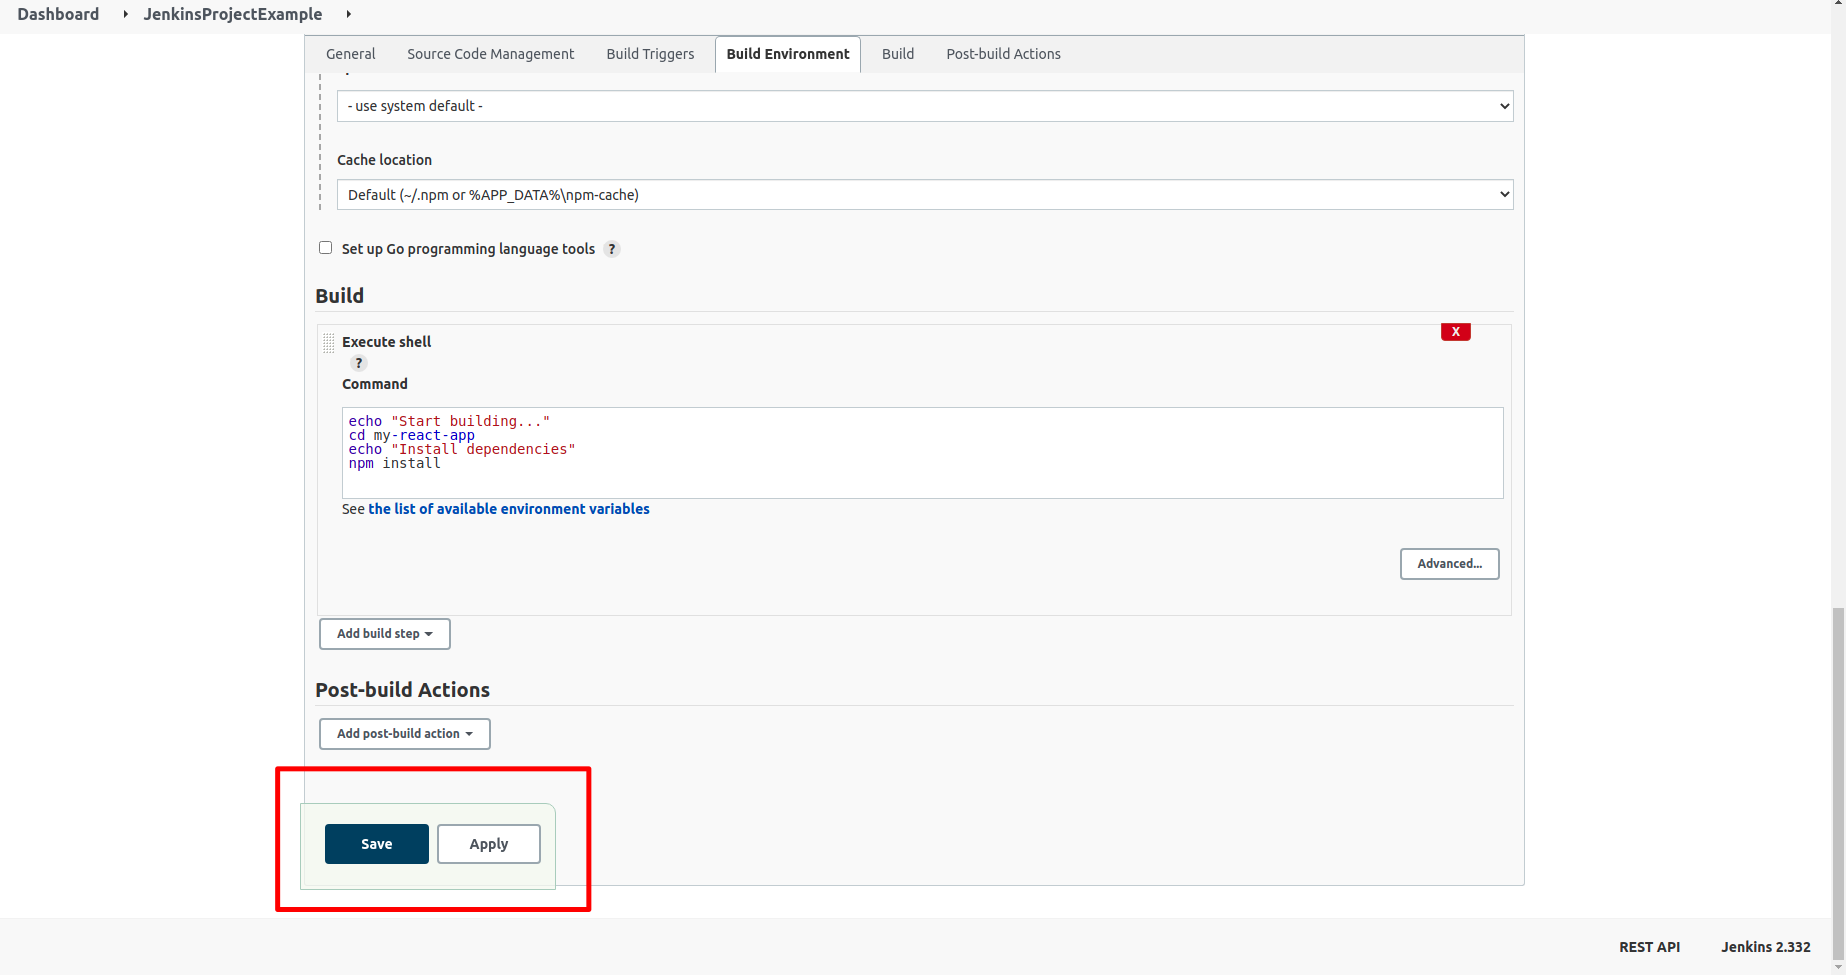 Dashboard JenkinsProjectExample
General Source Code Management Build Triggers Build Environment Build Post-build Actions
- use system default -
Cache location
Default (~/.npm or %APP_DATA%\npm-cache)
Set up Go programming language tools ?
Build
X
Execute shell
?
Command
echo "Start building..."
cd my-react-app
echo "Install dependencies"
npm install
See the list of available environment variables
Advanced...
Add build step
Post-build Actions
Add post-build action
Save Apply
REST API Jenkins 2.332